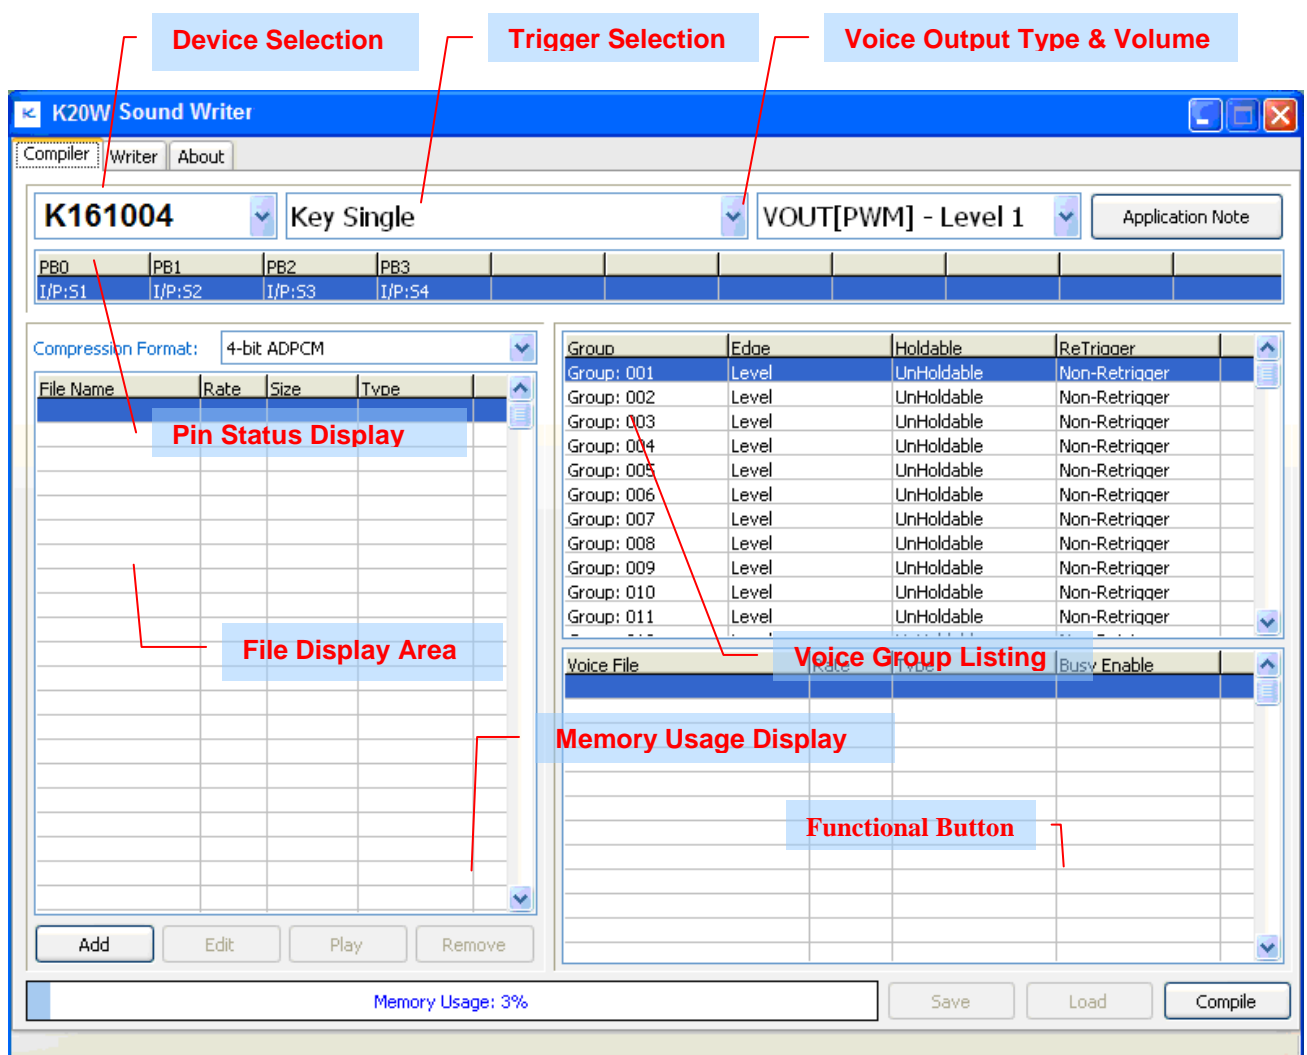 Device Selection
Trigger Selection
Voice Output Type & Volume
K20W Sound Writer
Compiler Writer About
K161004 Key Single VOUT[PWM] - Level 1 Application Note
PB0 PB1 PB2 PB3
I/P:S1 I/P:S2 I/P:S3 I/P:S4
Compression Format: 4-bit ADPCM
File Name Rate Size Type
Pin Status Display
File Display Area
Group Edge Holdable ReTrigger
Group: 001 Level UnHoldable Non-Retrigger
Group: 002 Level UnHoldable Non-Retrigger
Group: 003 Level UnHoldable Non-Retrigger
Group: 004 Level UnHoldable Non-Retrigger
Group: 005 Level UnHoldable Non-Retrigger
Group: 006 Level UnHoldable Non-Retrigger
Group: 007 Level UnHoldable Non-Retrigger
Group: 008 Level UnHoldable Non-Retrigger
Group: 009 Level UnHoldable Non-Retrigger
Group: 010 Level UnHoldable Non-Retrigger
Group: 011 Level UnHoldable Non-Retrigger
Voice Group Listing
Voice File Rate Type Busy Enable
Memory Usage Display
Functional Button
Add Edit Play Remove
Memory Usage: 3% Save Load Compile